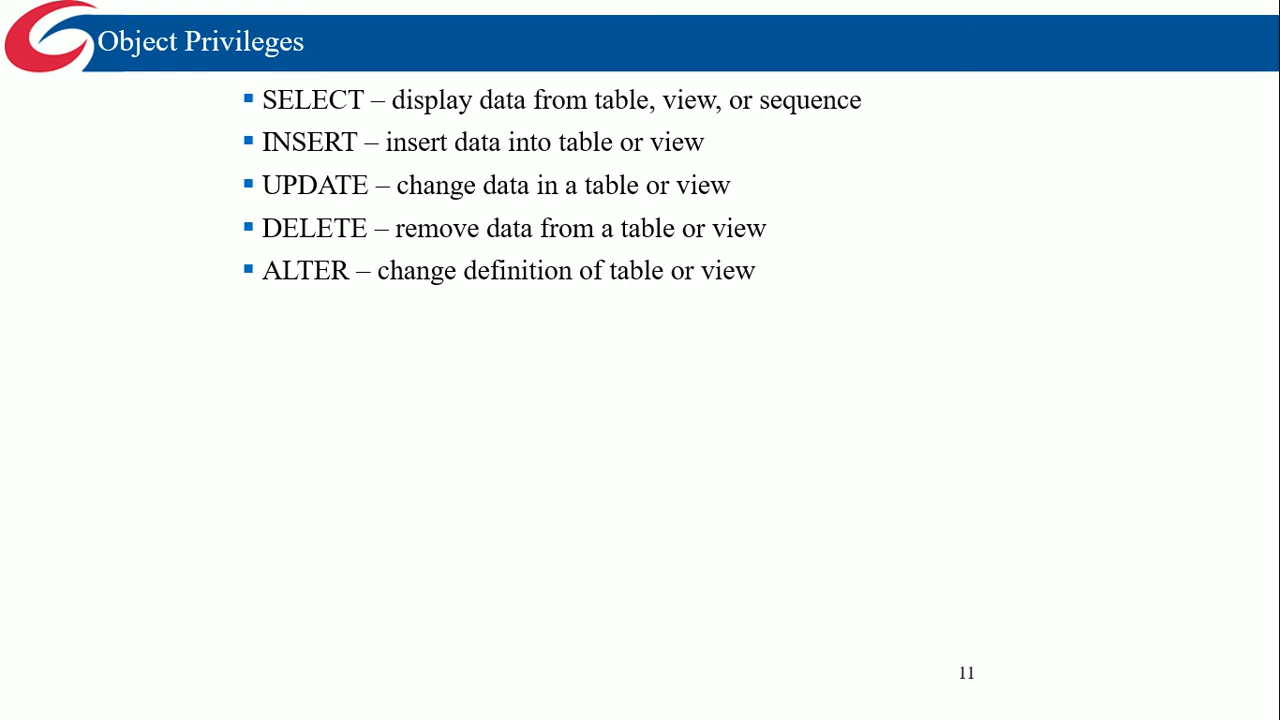 Object Privileges
▪ SELECT – display data from table, view, or sequence
▪ INSERT – insert data into table or view
▪ UPDATE – change data in a table or view
▪ DELETE – remove data from a table or view
▪ ALTER – change definition of table or view
11